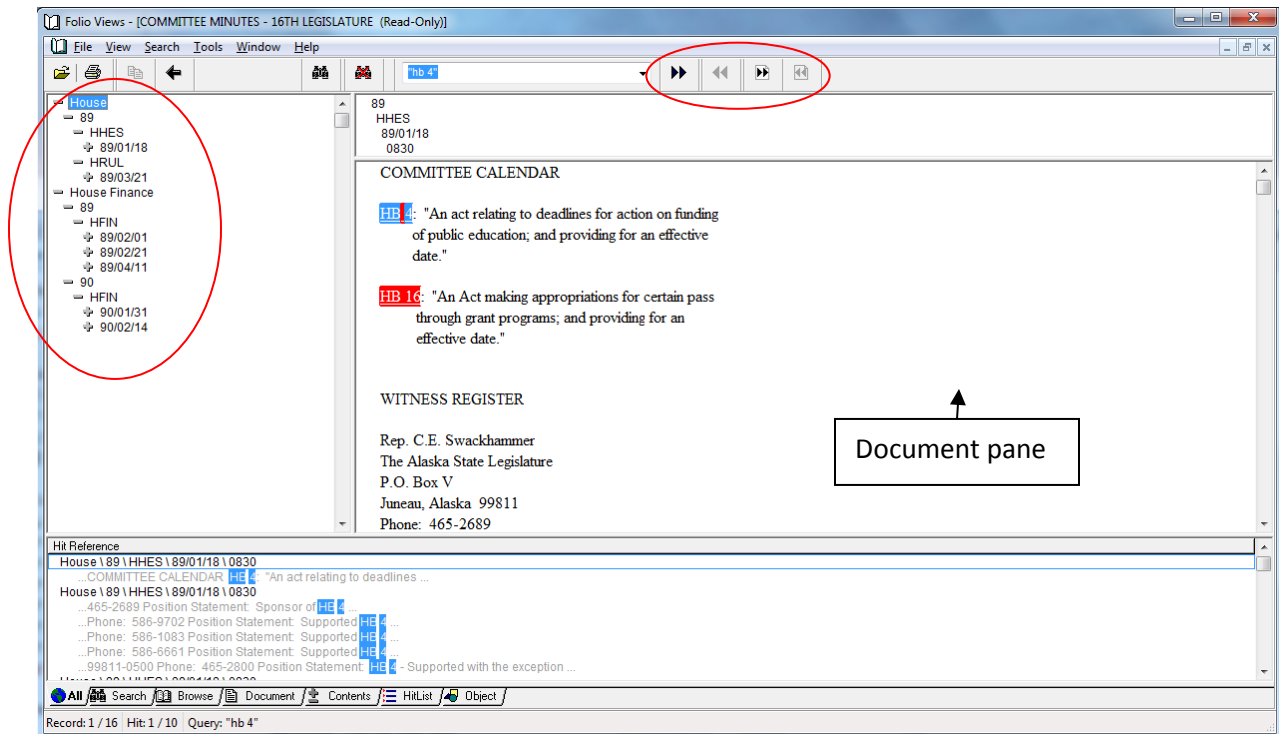 Folio Views - [COMMITTEE MINUTES - 16TH LEGISLATURE (Read-Only)]
File View Search Tools Window Help
"hb 4"
House
89
HHES
89/01/18
HRUL
89/03/21
House Finance
89
HFIN
89/02/01
89/02/21
89/04/11
90
HFIN
90/01/31
90/02/14
89
HHES
89/01/18
0830
COMMITTEE CALENDAR
HB 4: "An act relating to deadlines for action on funding
of public education; and providing for an effective
date."
HB 16: "An Act making appropriations for certain pass
through grant programs; and providing for an
effective date."
WITNESS REGISTER
Rep. C.E. Swackhammer
The Alaska State Legislature
P.O. Box V
Juneau, Alaska 99811
Phone: 465-2689
Document pane
Hit Reference
House \ 89 \ HHES \ 89/01/18 \ 0830
...COMMITTEE CALENDAR HB 4: "An act relating to deadlines ...
House \ 89 \ HHES \ 89/01/18 \ 0830
...465-2689 Position Statement: Sponsor of HB 4 ...
...Phone: 586-9702 Position Statement: Supported HB 4 ...
...Phone: 586-1083 Position Statement: Supported HB 4 ...
...Phone: 586-6661 Position Statement: Supported HB 4 ...
...99811-0500 Phone: 465-2800 Position Statement: HB 4 - Supported with the exception ...
All Search Browse Document Contents HitList Object
Record: 1 / 16 Hit: 1 / 10 Query: "hb 4"